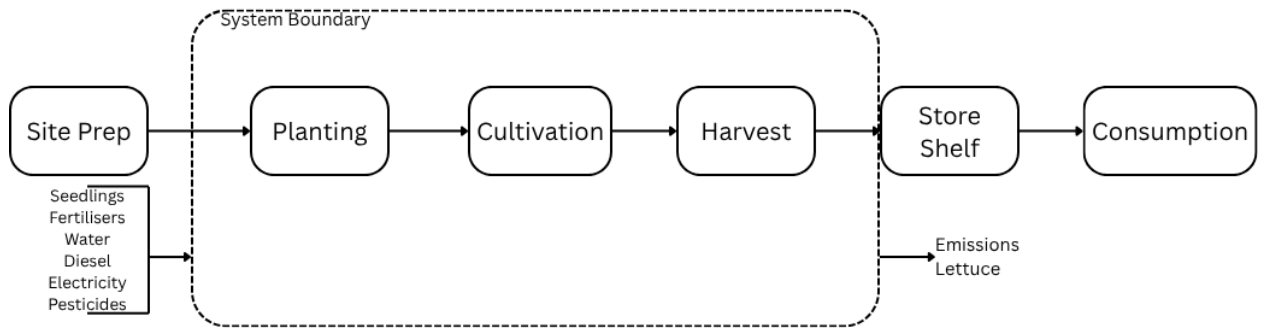 System Boundary
Site Prep
Planting
Cultivation
Harvest
Store
Shelf
Consumption
Seedlings
Fertilisers
Water
Diesel
Electricity
Pesticides
Emissions
Lettuce